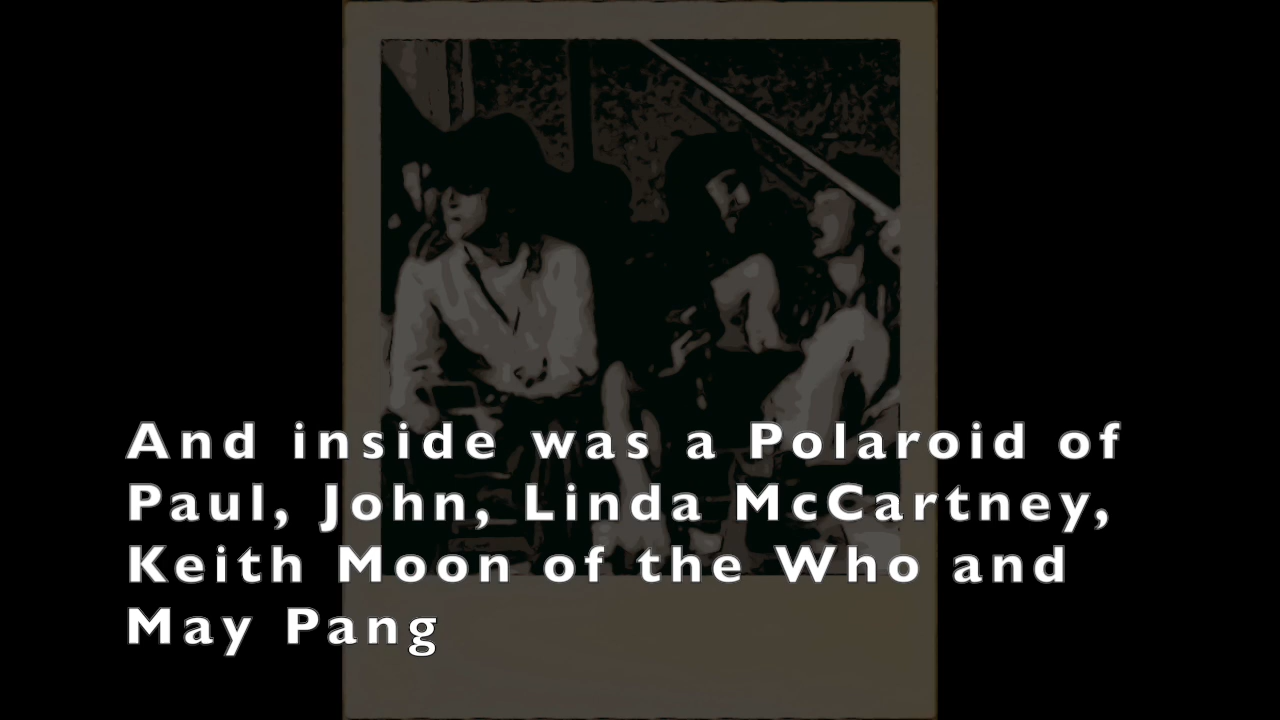 And inside was a Polaroid of
Paul, John, Linda McCartney,
Keith Moon of the Who and
May Pang